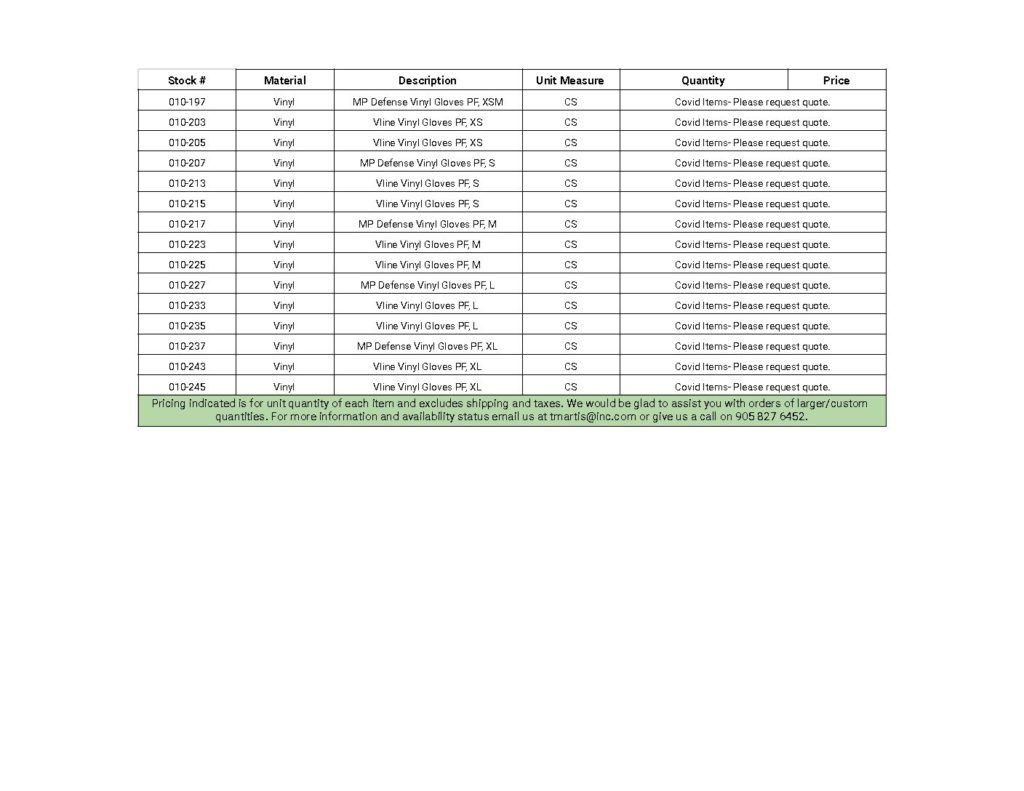 Stock # Material Description Unit Measure Quantity Price
010-197 Vinyl MP Defense Vinyl Gloves PF, XSM CS Covid Items- Please request quote.
010-203 Vinyl Vline Vinyl Gloves PF, XS CS Covid Items- Please request quote.
010-205 Vinyl Vline Vinyl Gloves PF, XS CS Covid Items- Please request quote.
010-207 Vinyl MP Defense Vinyl Gloves PF, S CS Covid Items- Please request quote.
010-213 Vinyl Vline Vinyl Gloves PF, S CS Covid Items- Please request quote.
010-215 Vinyl Vline Vinyl Gloves PF, S CS Covid Items- Please request quote.
010-217 Vinyl MP Defense Vinyl Gloves PF, M CS Covid Items- Please request quote.
010-223 Vinyl Vline Vinyl Gloves PF, M CS Covid Items- Please request quote.
010-225 Vinyl Vline Vinyl Gloves PF, M CS Covid Items- Please request quote.
010-227 Vinyl MP Defense Vinyl Gloves PF, L CS Covid Items- Please request quote.
010-233 Vinyl Vline Vinyl Gloves PF, L CS Covid Items- Please request quote.
010-235 Vinyl Vline Vinyl Gloves PF, L CS Covid Items- Please request quote.
010-237 Vinyl MP Defense Vinyl Gloves PF, XL CS Covid Items- Please request quote.
010-243 Vinyl Vline Vinyl Gloves PF, XL CS Covid Items- Please request quote.
010-245 Vinyl Vline Vinyl Gloves PF, XL CS Covid Items- Please request quote.
Pricing indicated is for unit quantity of each item and excludes shipping and taxes. We would be glad to assist you with orders of larger/custom
quantities. For more information and availability status email us at tmartis@inc.com or give us a call on 905 827 6452.